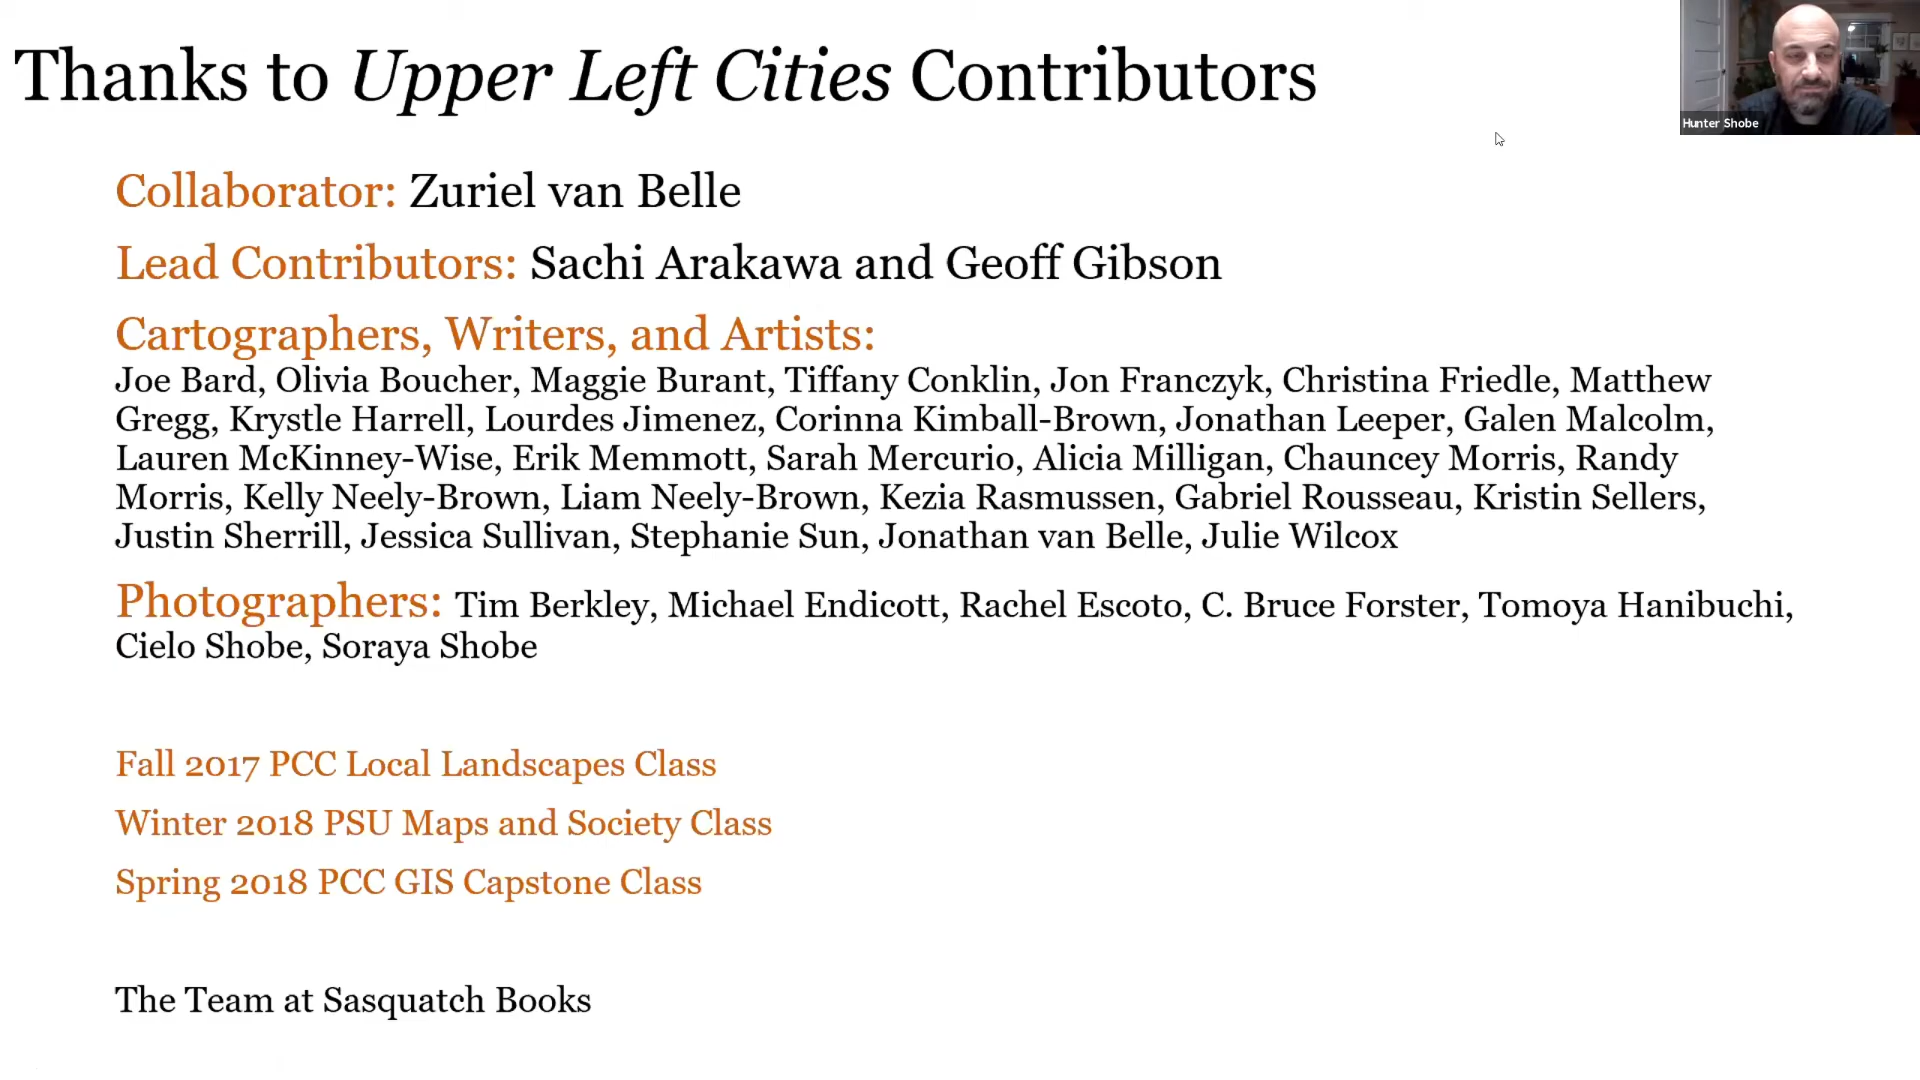 Thanks to Upper Left Cities Contributors
Hunter Shobe
Collaborator: Zuriel van Belle
Lead Contributors: Sachi Arakawa and Geoff Gibson
Cartographers, Writers, and Artists:
Joe Bard, Olivia Boucher, Maggie Burant, Tiffany Conklin, Jon Franczyk, Christina Friedle, Matthew
Gregg, Krystle Harrell, Lourdes Jimenez, Corinna Kimball-Brown, Jonathan Leeper, Galen Malcolm,
Lauren McKinney-Wise, Erik Memmott, Sarah Mercurio, Alicia Milligan, Chauncey Morris, Randy
Morris, Kelly Neely-Brown, Liam Neely-Brown, Kezia Rasmussen, Gabriel Rousseau, Kristin Sellers,
Justin Sherrill, Jessica Sullivan, Stephanie Sun, Jonathan van Belle, Julie Wilcox
Photographers: Tim Berkley, Michael Endicott, Rachel Escoto, C. Bruce Forster, Tomoya Hanibuchi,
Cielo Shobe, Soraya Shobe
Fall 2017 PCC Local Landscapes Class
Winter 2018 PSU Maps and Society Class
Spring 2018 PCC GIS Capstone Class
The Team at Sasquatch Books